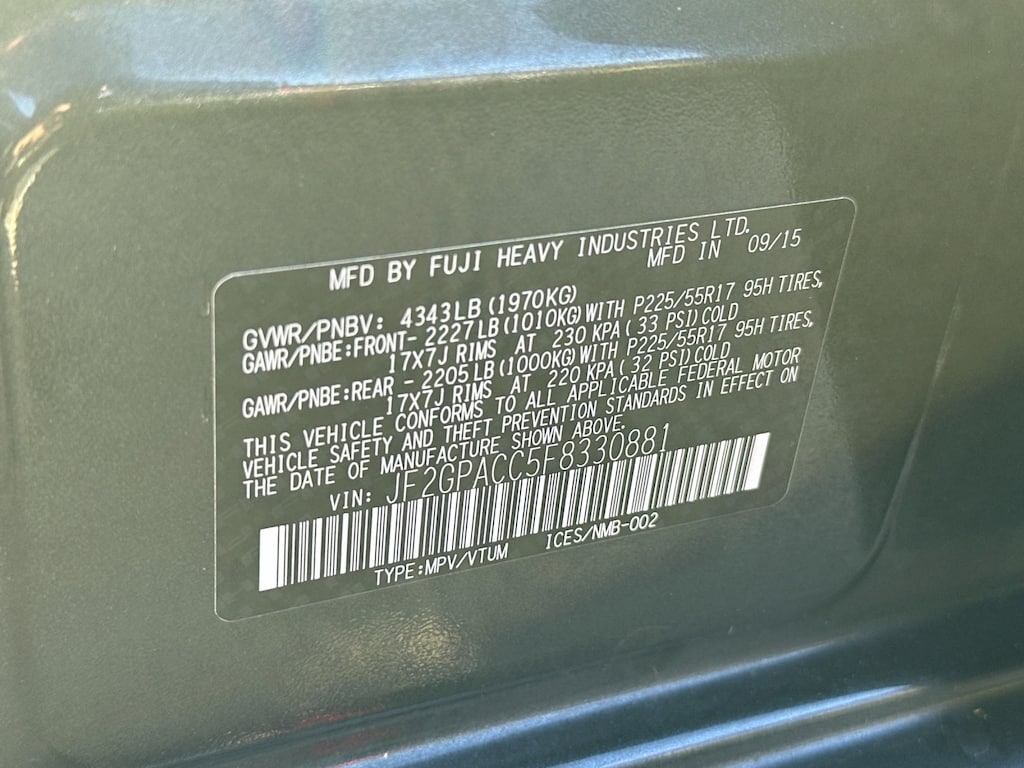 MFD BY FUJI HEAVY INDUSTRIES LTD.
MFD IN 09/15
GVWR/PNBV: 4343LB(1970KG)
GAWR/PNBE:FRONT-2227LB(1010KG)WITH P225/55R17 95H TIRES,
17X7J RIMS AT 230 KPA(33 PSI)COLD
GAWR/PNBE:REAR -2205LB(1000KG)WITH P225/55R17 95H TIRES,
17X7J RIMS AT 220 KPA(32 PSI)COLD
THIS VEHICLE CONFORMS TO ALL APPLICABLE FEDERAL MOTOR
VEHICLE SAFETY AND THEFT PREVENTION STANDARDS IN EFFECT ON
THE DATE OF MANUFACTURE SHOWN ABOVE.
VIN: JF2GPACC5F8330881
TYPE:MPV/VTUM ICES/NMB-002